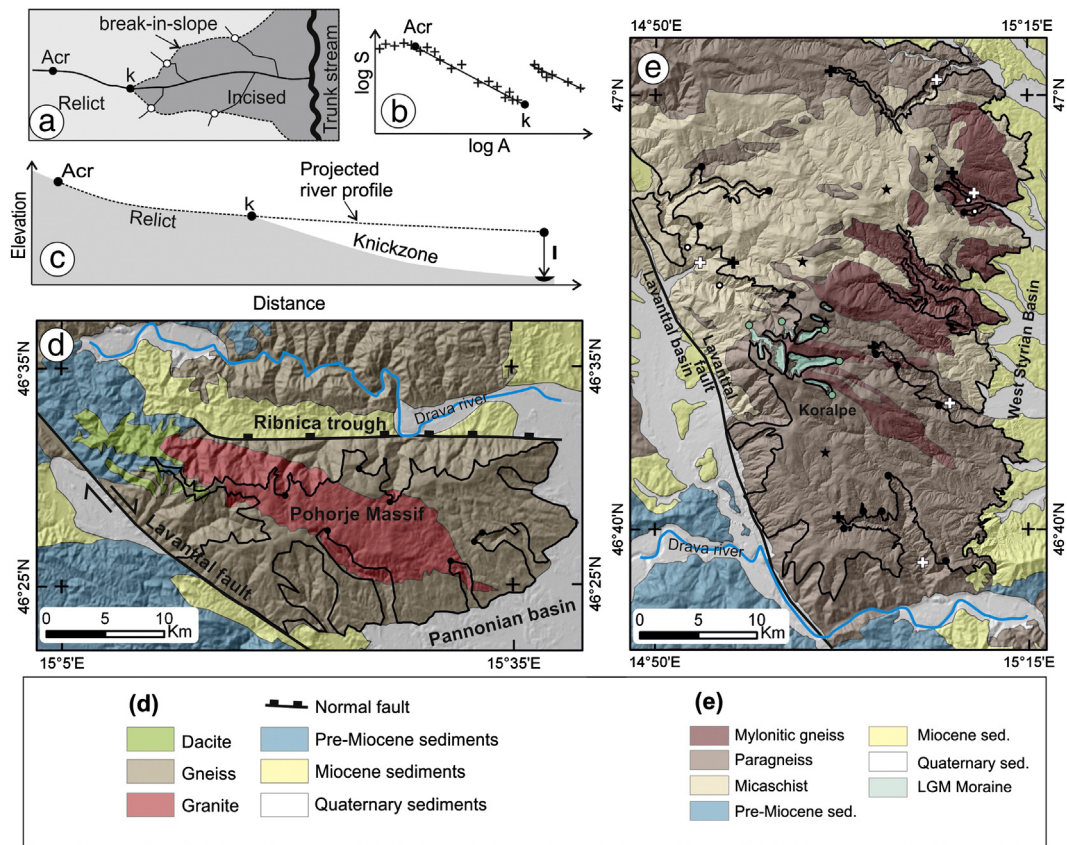 break-in-slope
Acr
k
Relict
Incised
Trunk stream
a
log S
Acr
k
b
log A
Elevation
Acr
Relict
k
Projected
river profile
Knickzone
I
c
Distance
d
46°35'N
46°35'N
Drava river
Ribnica trough
Pohorje Massif
Lavanttal fault
46°25'N
46°25'N
Pannonian basin
0 5 10
Km
15°5'E
15°35'E
14°50'E
15°15'E
e
47°N
47°N
Lavanttal basin
Lavanttal
fault
West Styrian Basin
Koralpe
46°40'N
46°40'N
Drava river
0 5 10
Km
14°50'E
15°15'E
(d)
Normal fault
Dacite
Pre-Miocene sediments
Gneiss
Miocene sediments
Granite
Quaternary sediments
(e)
Mylonitic gneiss
Miocene sed.
Paragneiss
Quaternary sed.
Micaschist
LGM Moraine
Pre-Miocene sed.